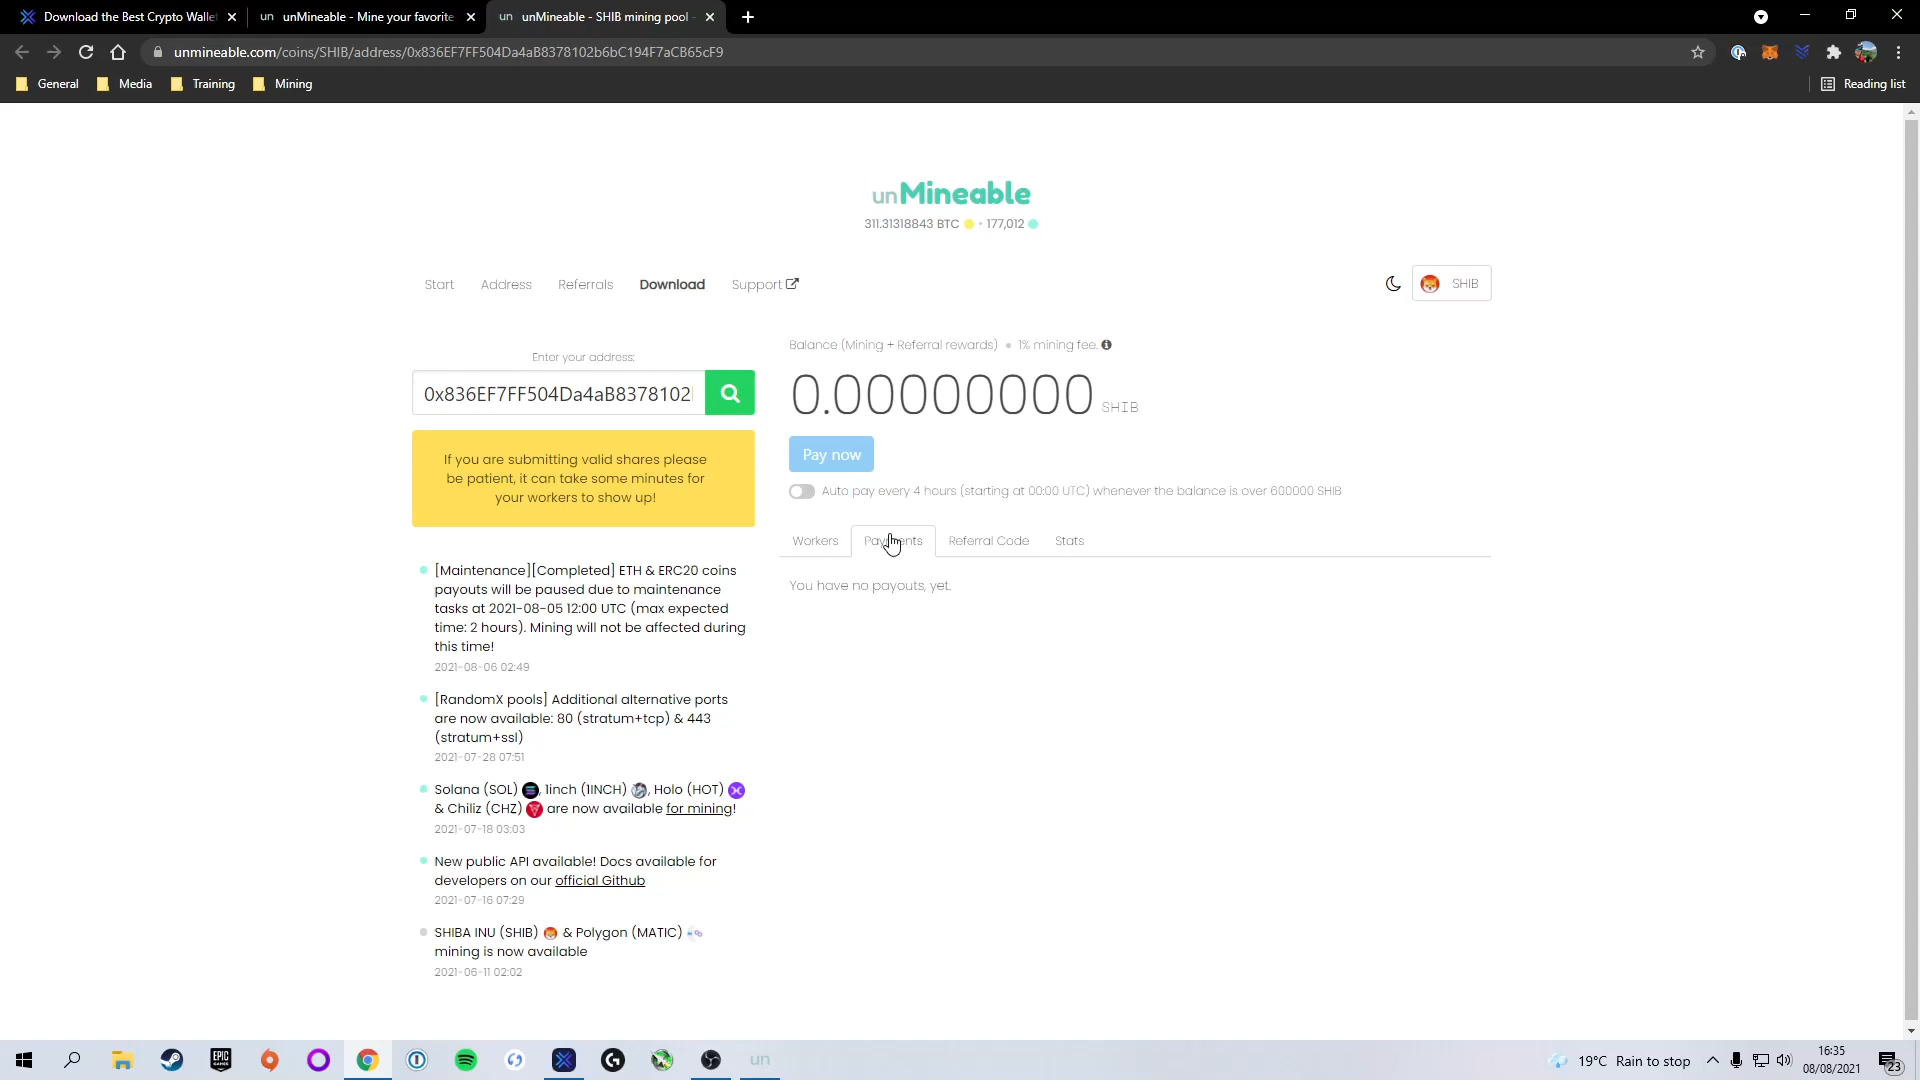 Download the Best Crypto Walle
unMineable - Mine your favorite
unMineable - SHIB mining pool -
unmineable.com/coins/SHIB/address/0x836EF7FF504Da4aB8378102b6bC194F7aCB65cF9
General
Media
Training
Mining
Reading list
unMineable
311.31318843 BTC • 177,012
Start
Address
Referrals
Download
Support
SHIB
Enter your address:
0x836EF7FF504Da4aB8378102
If you are submitting valid shares please
be patient, it can take some minutes for
your workers to show up!
Balance (Mining + Referral rewards) • 1% mining fee.
0.00000000 SHIB
Pay now
Auto pay every 4 hours (starting at 00:00 UTC) whenever the balance is over 600000 SHIB
Workers
Payments
Referral Code
Stats
You have no payouts, yet.
[Maintenance][Completed] ETH & ERC20 coins
payouts will be paused due to maintenance
tasks at 2021-08-05 12:00 UTC (max expected
time: 2 hours). Mining will not be affected during
this time!
2021-08-06 02:49
[RandomX pools] Additional alternative ports
are now available: 80 (stratum+tcp) & 443
(stratum+ssl)
2021-07-28 07:51
Solana (SOL) , 1inch (1INCH) , Holo (HOT)
& Chiliz (CHZ) are now available for mining!
2021-07-18 03:03
New public API available! Docs available for
developers on our official Github
2021-07-16 07:29
SHIBA INU (SHIB) & Polygon (MATIC)
mining is now available
2021-06-11 02:02
EPIC
GAMES
un
19°C Rain to stop
16:35
08/08/2021
23